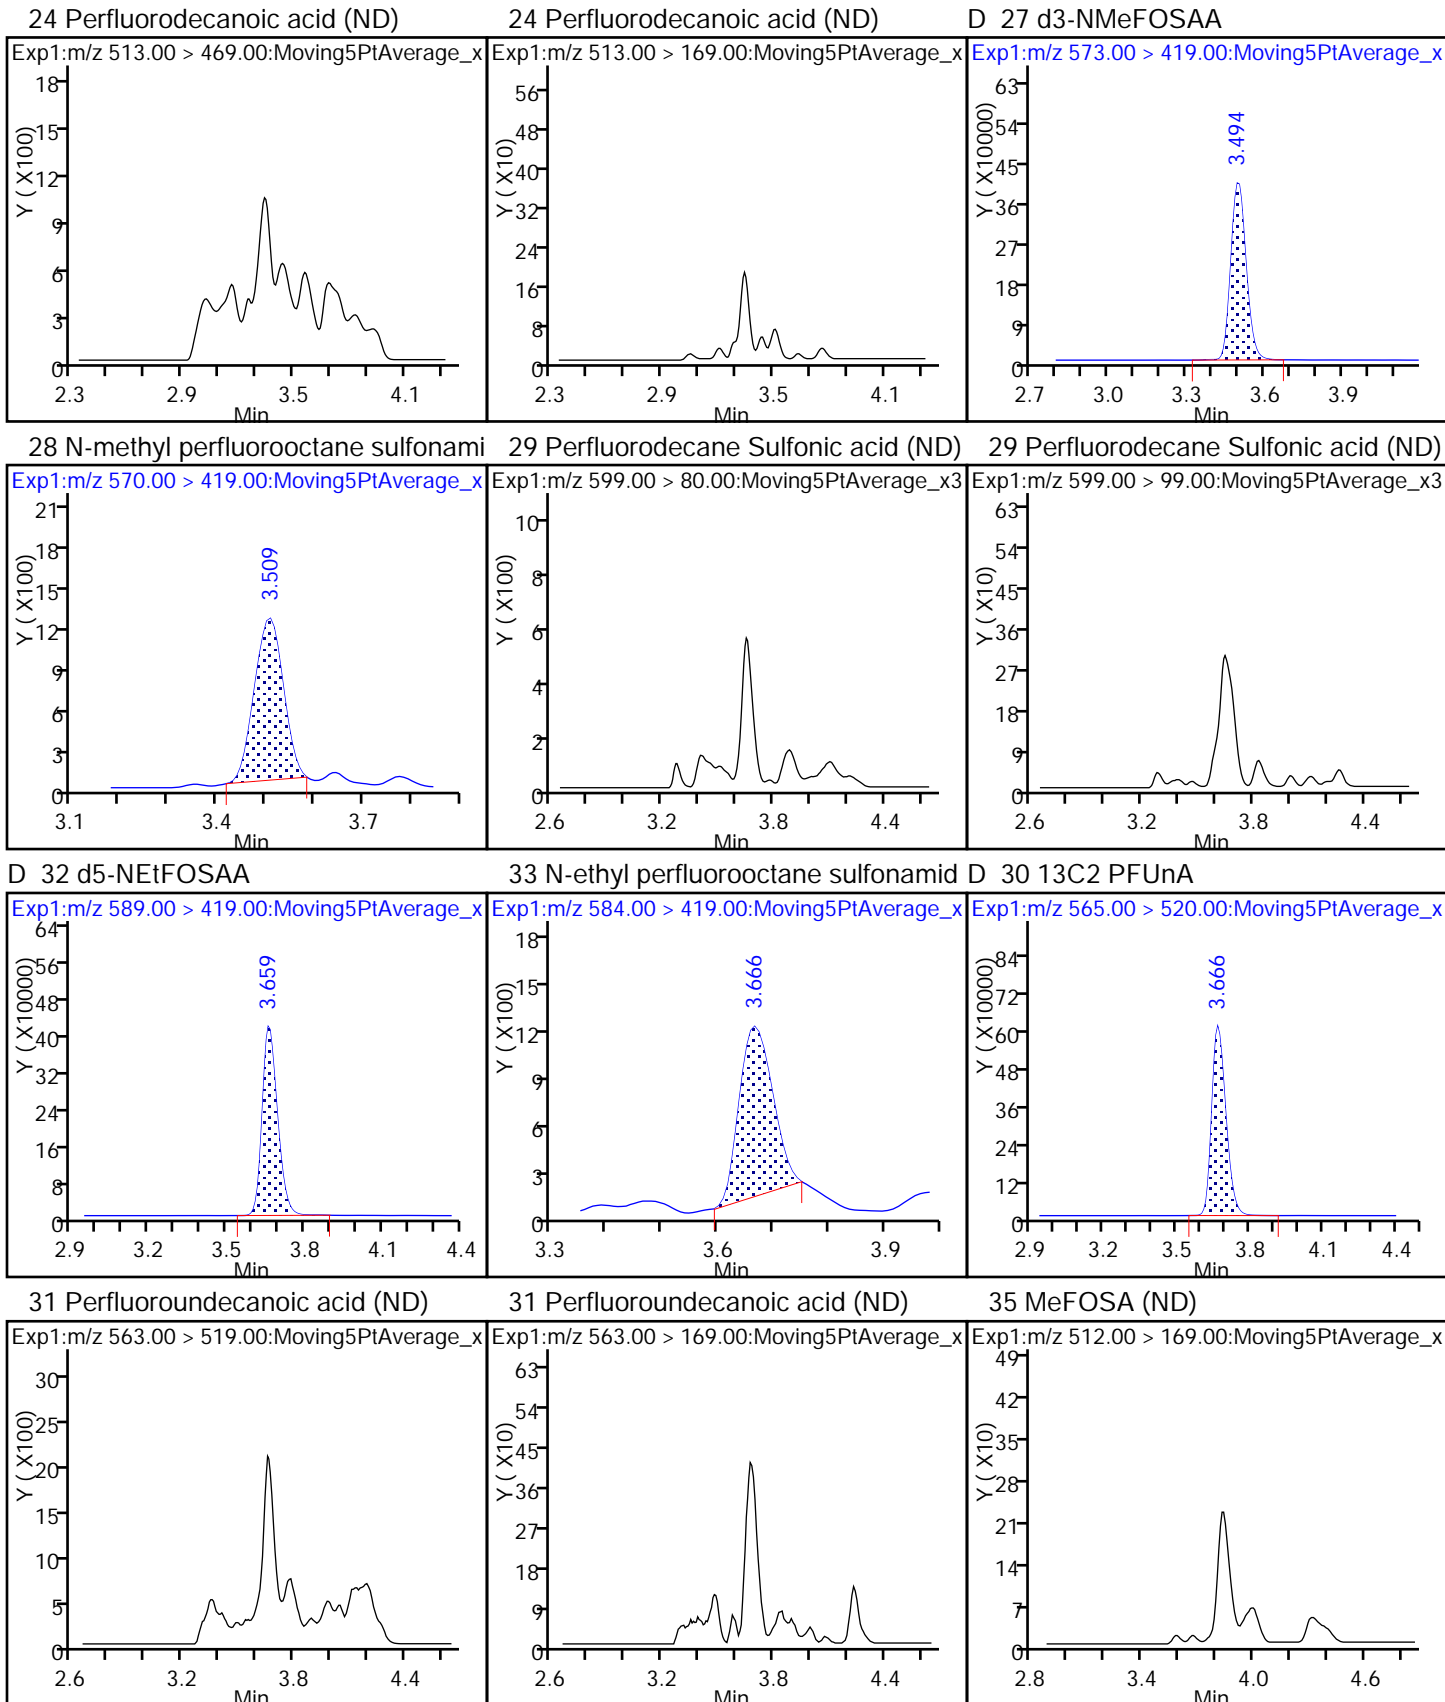 24 Perfluorodecanoic acid (ND)
Exp1:m/z 513.00 > 469.00:Moving5PtAverage_x
Y ( X100)
18
15
12
9
6
3
0
2.3 2.9 3.5 4.1
Min
24 Perfluorodecanoic acid (ND)
Exp1:m/z 513.00 > 169.00:Moving5PtAverage_x
Y ( X10)
56
48
40
32
24
16
8
0
2.3 2.9 3.5 4.1
Min
D 27 d3-NMeFOSAA
Exp1:m/z 573.00 > 419.00:Moving5PtAverage_x
Y ( X10000)
63
54
45
36
27
18
9
0
3.494
2.7 3.0 3.3 3.6 3.9
Min
28 N-methyl perfluorooctane sulfonami
Exp1:m/z 570.00 > 419.00:Moving5PtAverage_x
Y ( X100)
21
18
15
12
9
6
3
0
3.509
3.1 3.4 3.7
Min
29 Perfluorodecane Sulfonic acid (ND)
Exp1:m/z 599.00 > 80.00:Moving5PtAverage_x3
Y ( X100)
10
8
6
4
2
0
2.6 3.2 3.8 4.4
Min
29 Perfluorodecane Sulfonic acid (ND)
Exp1:m/z 599.00 > 99.00:Moving5PtAverage_x3
Y ( X10)
63
54
45
36
27
18
9
0
2.6 3.2 3.8 4.4
Min
D 32 d5-NEtFOSAA
Exp1:m/z 589.00 > 419.00:Moving5PtAverage_x
Y ( X10000)
64
56
48
40
32
24
16
8
0
3.659
2.9 3.2 3.5 3.8 4.1 4.4
Min
33 N-ethyl perfluorooctane sulfonamid
Exp1:m/z 584.00 > 419.00:Moving5PtAverage_x
Y ( X100)
18
15
12
9
6
3
0
3.666
3.3 3.6 3.9
Min
D 30 13C2 PFUnA
Exp1:m/z 565.00 > 520.00:Moving5PtAverage_x
Y ( X10000)
84
72
60
48
36
24
12
0
3.666
2.9 3.2 3.5 3.8 4.1 4.4
Min
31 Perfluoroundecanoic acid (ND)
Exp1:m/z 563.00 > 519.00:Moving5PtAverage_x
Y ( X100)
30
25
20
15
10
5
0
2.6 3.2 3.8 4.4
Min
31 Perfluoroundecanoic acid (ND)
Exp1:m/z 563.00 > 169.00:Moving5PtAverage_x
Y ( X10)
63
54
45
36
27
18
9
0
2.6 3.2 3.8 4.4
Min
35 MeFOSA (ND)
Exp1:m/z 512.00 > 169.00:Moving5PtAverage_x
Y ( X10)
49
42
35
28
21
14
7
0
2.8 3.4 4.0 4.6
Min